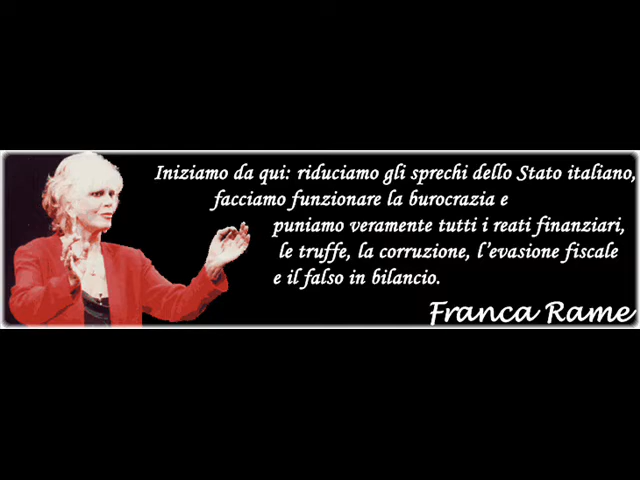 Iniziamo da qui: riduciamo gli sprechi dello Stato italiano,
facciamo funzionare la burocrazia e
puniamo veramente tutti i reati finanziari,
le truffe, la corruzione, l'evasione fiscale
e il falso in bilancio.
Franca Rame